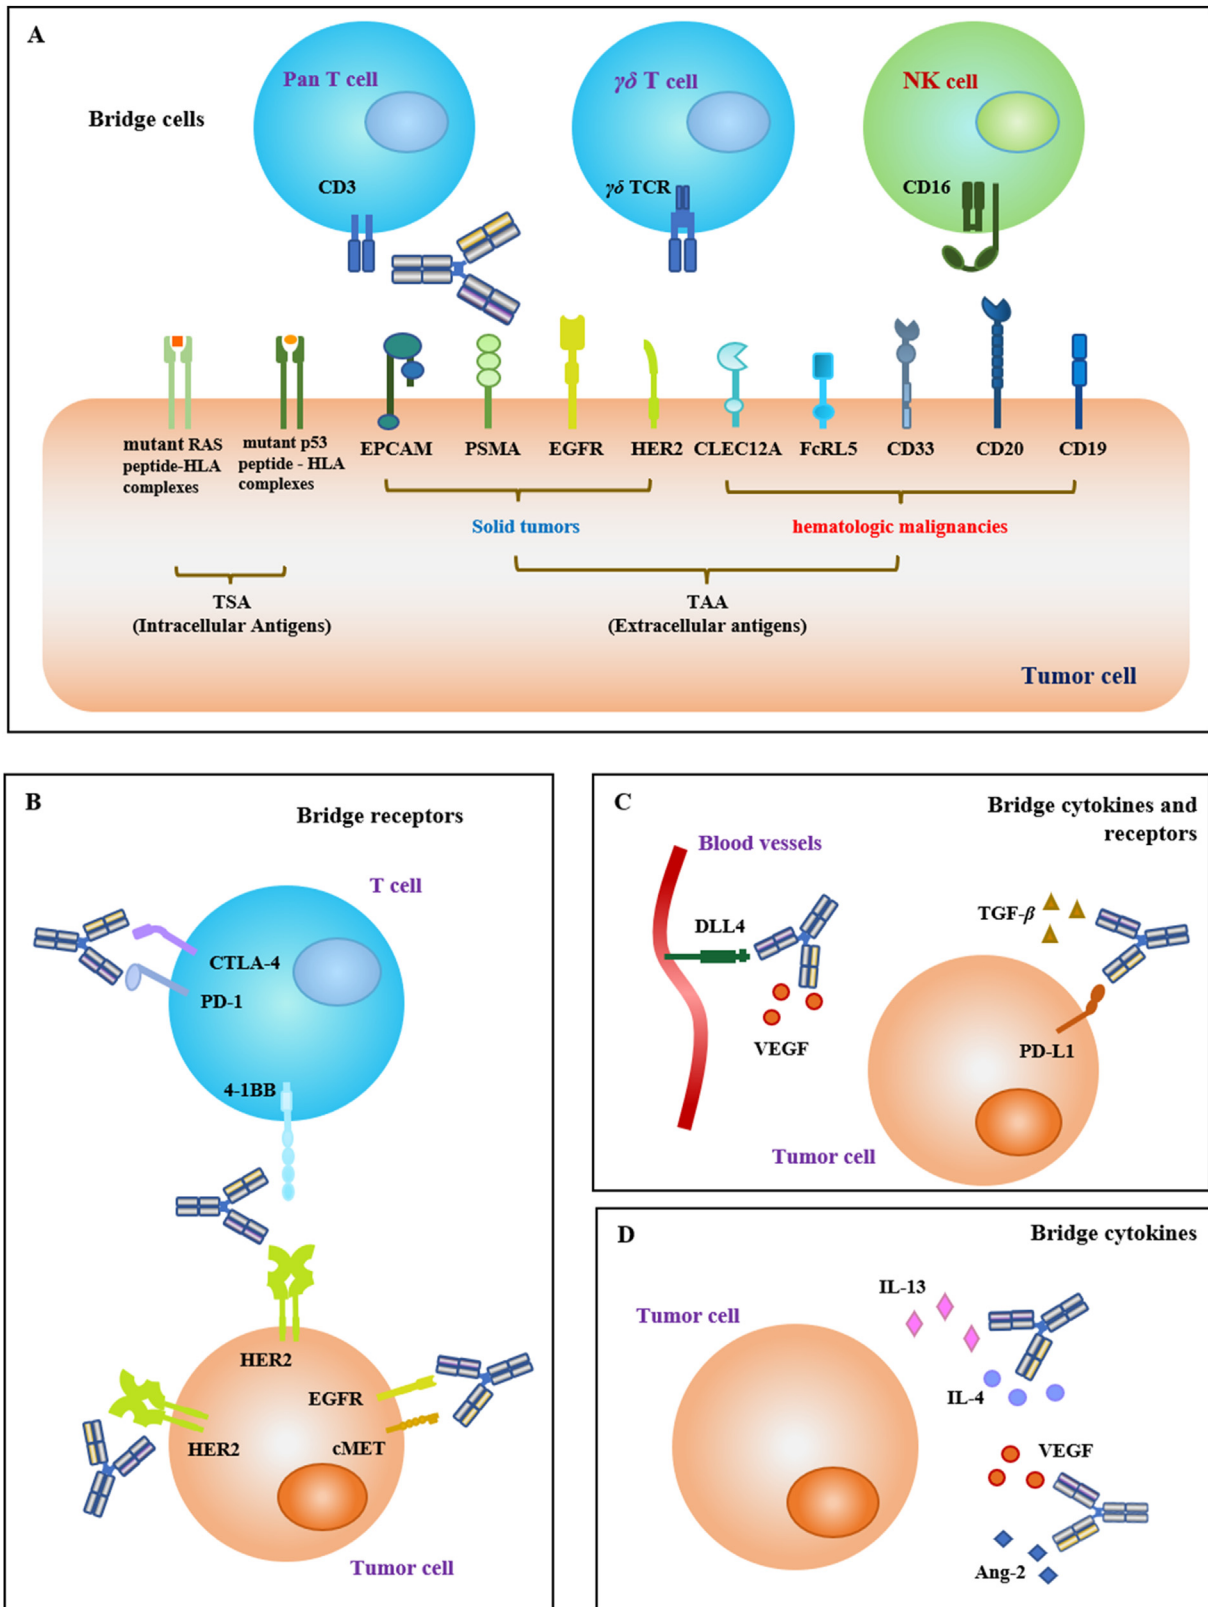 A
Bridge cells
Pan T cell
γδ T cell
NK cell
CD3
γδ TCR
CD16
mutant RAS
peptide-HLA
complexes
mutant p53
peptide - HLA
complexes
EPCAM
PSMA
EGFR
HER2
CLEC12A
FcRL5
CD33
CD20
CD19
Solid tumors
hematologic malignancies
TSA
(Intracellular Antigens)
TAA
(Extracellular antigens)
Tumor cell
B
Bridge receptors
T cell
CTLA-4
PD-1
4-1BB
HER2
EGFR
HER2
cMET
Tumor cell
C
Bridge cytokines and
receptors
Blood vessels
DLL4
VEGF
TGF-β
PD-L1
Tumor cell
D
Bridge cytokines
Tumor cell
IL-13
IL-4
VEGF
Ang-2